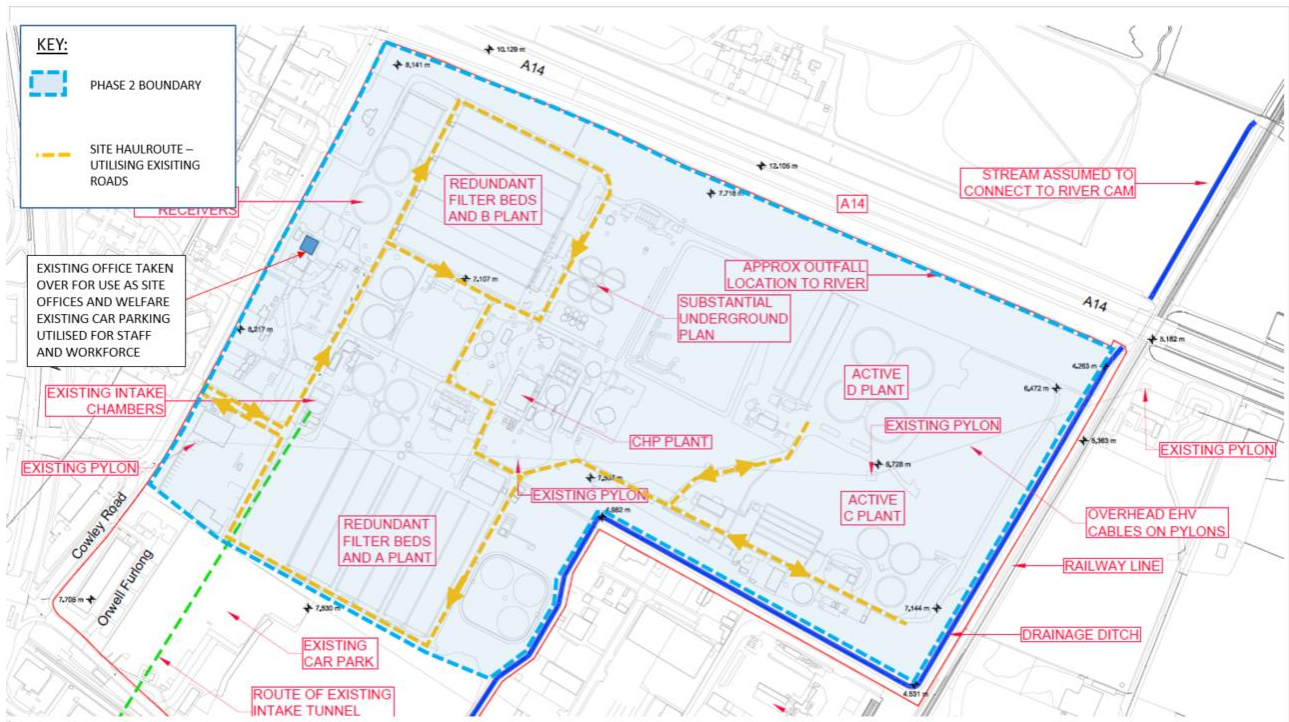 KEY:
PHASE 2 BOUNDARY
SITE HAULROUTE –
UTILISING EXISITING
ROADS
RECEIVERS
EXISTING OFFICE TAKEN
OVER FOR USE AS SITE
OFFICES AND WELFARE
EXISTING CAR PARKING
UTILISED FOR STAFF
AND WORKFORCE
10.129 m
A14
8.141 m
REDUNDANT
FILTER BEDS
AND B PLANT
12.106 m
7.718 m
A14
STREAM ASSUMED TO
CONNECT TO RIVER CAM
7.107 m
APPROX OUTFALL
LOCATION TO RIVER
SUBSTANTIAL
UNDERGROUND
PLAN
A14
8.217 m
5.182 m
4.263 m
EXISTING INTAKE
CHAMBERS
ACTIVE
D PLANT
6.472 m
CHP PLANT
EXISTING PYLON
5.363 m
EXISTING PYLON
EXISTING PYLON
6.728 m
EXISTING PYLON
4.982 m
ACTIVE
C PLANT
OVERHEAD EHV
CABLES ON PYLONS
Cowley Road
REDUNDANT
FILTER BEDS
AND A PLANT
RAILWAY LINE
Orwell Furlong
7.705 m
7.530 m
7.144 m
DRAINAGE DITCH
EXISTING
CAR PARK
4.531 m
ROUTE OF EXISTING
INTAKE TUNNEL